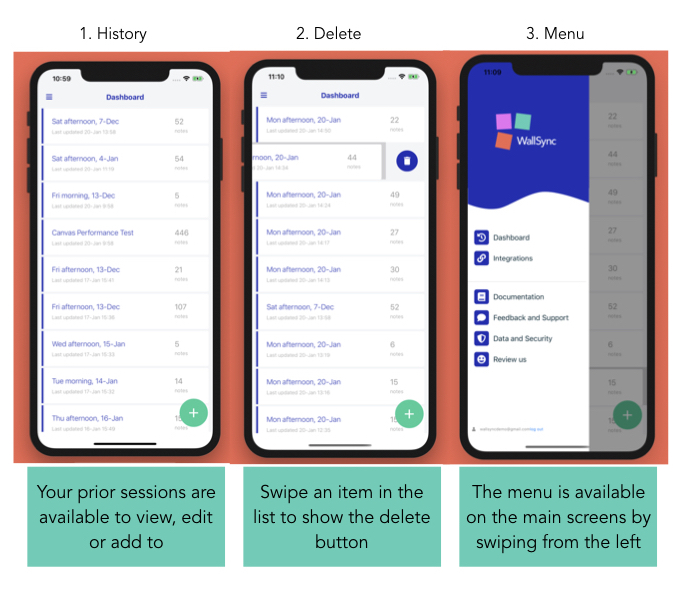 1. History
2. Delete
3. Menu
10:59
Dashboard
Sat afternoon, 7-Dec
52
Last updated 20-Jan 13:58
notes
Sat afternoon, 4-Jan
54
Last updated 20-Jan 11:19
notes
Fri morning, 13-Dec
5
Last updated 20-Jan 9:58
notes
Canvas Performance Test
446
Last updated 20-Jan 9:58
notes
Fri afternoon, 13-Dec
21
Last updated 17-Jan 15:41
notes
Fri afternoon, 13-Dec
107
Last updated 17-Jan 15:38
notes
Wed afternoon, 15-Jan
5
Last updated 17-Jan 15:33
notes
Tue morning, 14-Jan
14
Last updated 17-Jan 15:32
notes
Thu afternoon, 16-Jan
Last updated 16-Jan 15:49
notes
+
11:10
Dashboard
Mon afternoon, 20-Jan
22
Last updated 20-Jan 14:50
notes
rnoon, 20-Jan
44
20-Jan 14:34
notes
Mon afternoon, 20-Jan
49
Last updated 20-Jan 14:24
notes
Mon afternoon, 20-Jan
27
Last updated 20-Jan 14:17
notes
Mon afternoon, 20-Jan
30
Last updated 20-Jan 14:13
notes
Sat afternoon, 7-Dec
52
Last updated 20-Jan 13:58
notes
Mon afternoon, 20-Jan
6
Last updated 20-Jan 13:19
notes
Mon afternoon, 20-Jan
15
Last updated 20-Jan 13:16
notes
Mon afternoon, 20-Jan
Last updated 20-Jan 12:35
notes
+
11:09
WallSync
Dashboard
Integrations
Documentation
Feedback and Support
Data and Security
Review us
wallsyncdemo@gmail.com log out
22
notes
44
notes
49
notes
27
notes
30
notes
52
notes
6
notes
15
notes
+
Your prior sessions are
available to view, edit
or add to
Swipe an item in the
list to show the delete
button
The menu is available
on the main screens by
swiping from the left